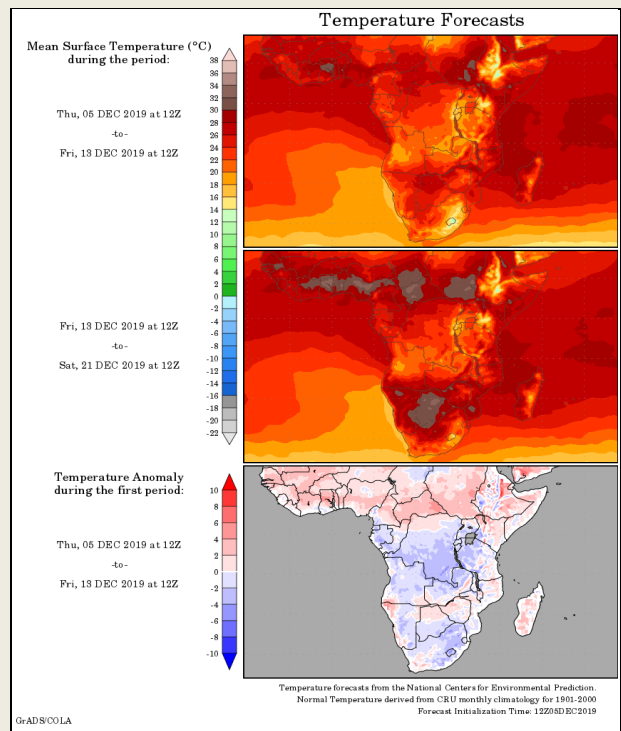 Temperature Forecasts
Mean Surface Temperature (°C)
during the period:
Thu, 05 DEC 2019 at 12Z
-to-
Fri, 13 DEC 2019 at 12Z
38
36
34
32
30
28
26
24
22
20
18
16
14
12
10
8
6
4
2
0
-2
-4
-6
-8
-10
-12
-14
-16
-18
-20
-22
Fri, 13 DEC 2019 at 12Z
-to-
Sat, 21 DEC 2019 at 12Z
Temperature Anomaly
during the first period:
Thu, 05 DEC 2019 at 12Z
-to-
Fri, 13 DEC 2019 at 12Z
10
8
6
4
2
0
-2
-4
-6
-8
-10
Temperature forecasts from the National Centers for Environmental Prediction.
Normal Temperature derived from CRU monthly climatology for 1901-2000
Forecast Initialization Time: 12Z05DEC2019
GrADS/COLA